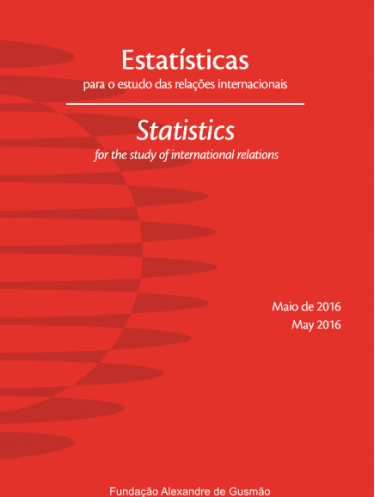 Estatísticas
para o estudo das relações internacionais
Statistics
for the study of international relations
Maio de 2016
May 2016
Fundação Alexandre de Gusmão